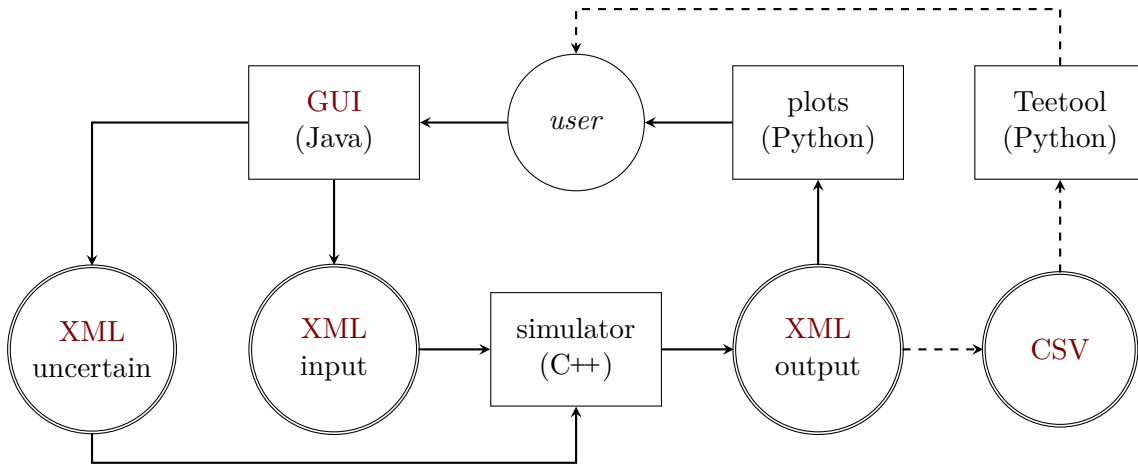 GUI
(Java)
user
plots
(Python)
Teetool
(Python)
XML
uncertain
XML
input
simulator
(C++)
XML
output
CSV